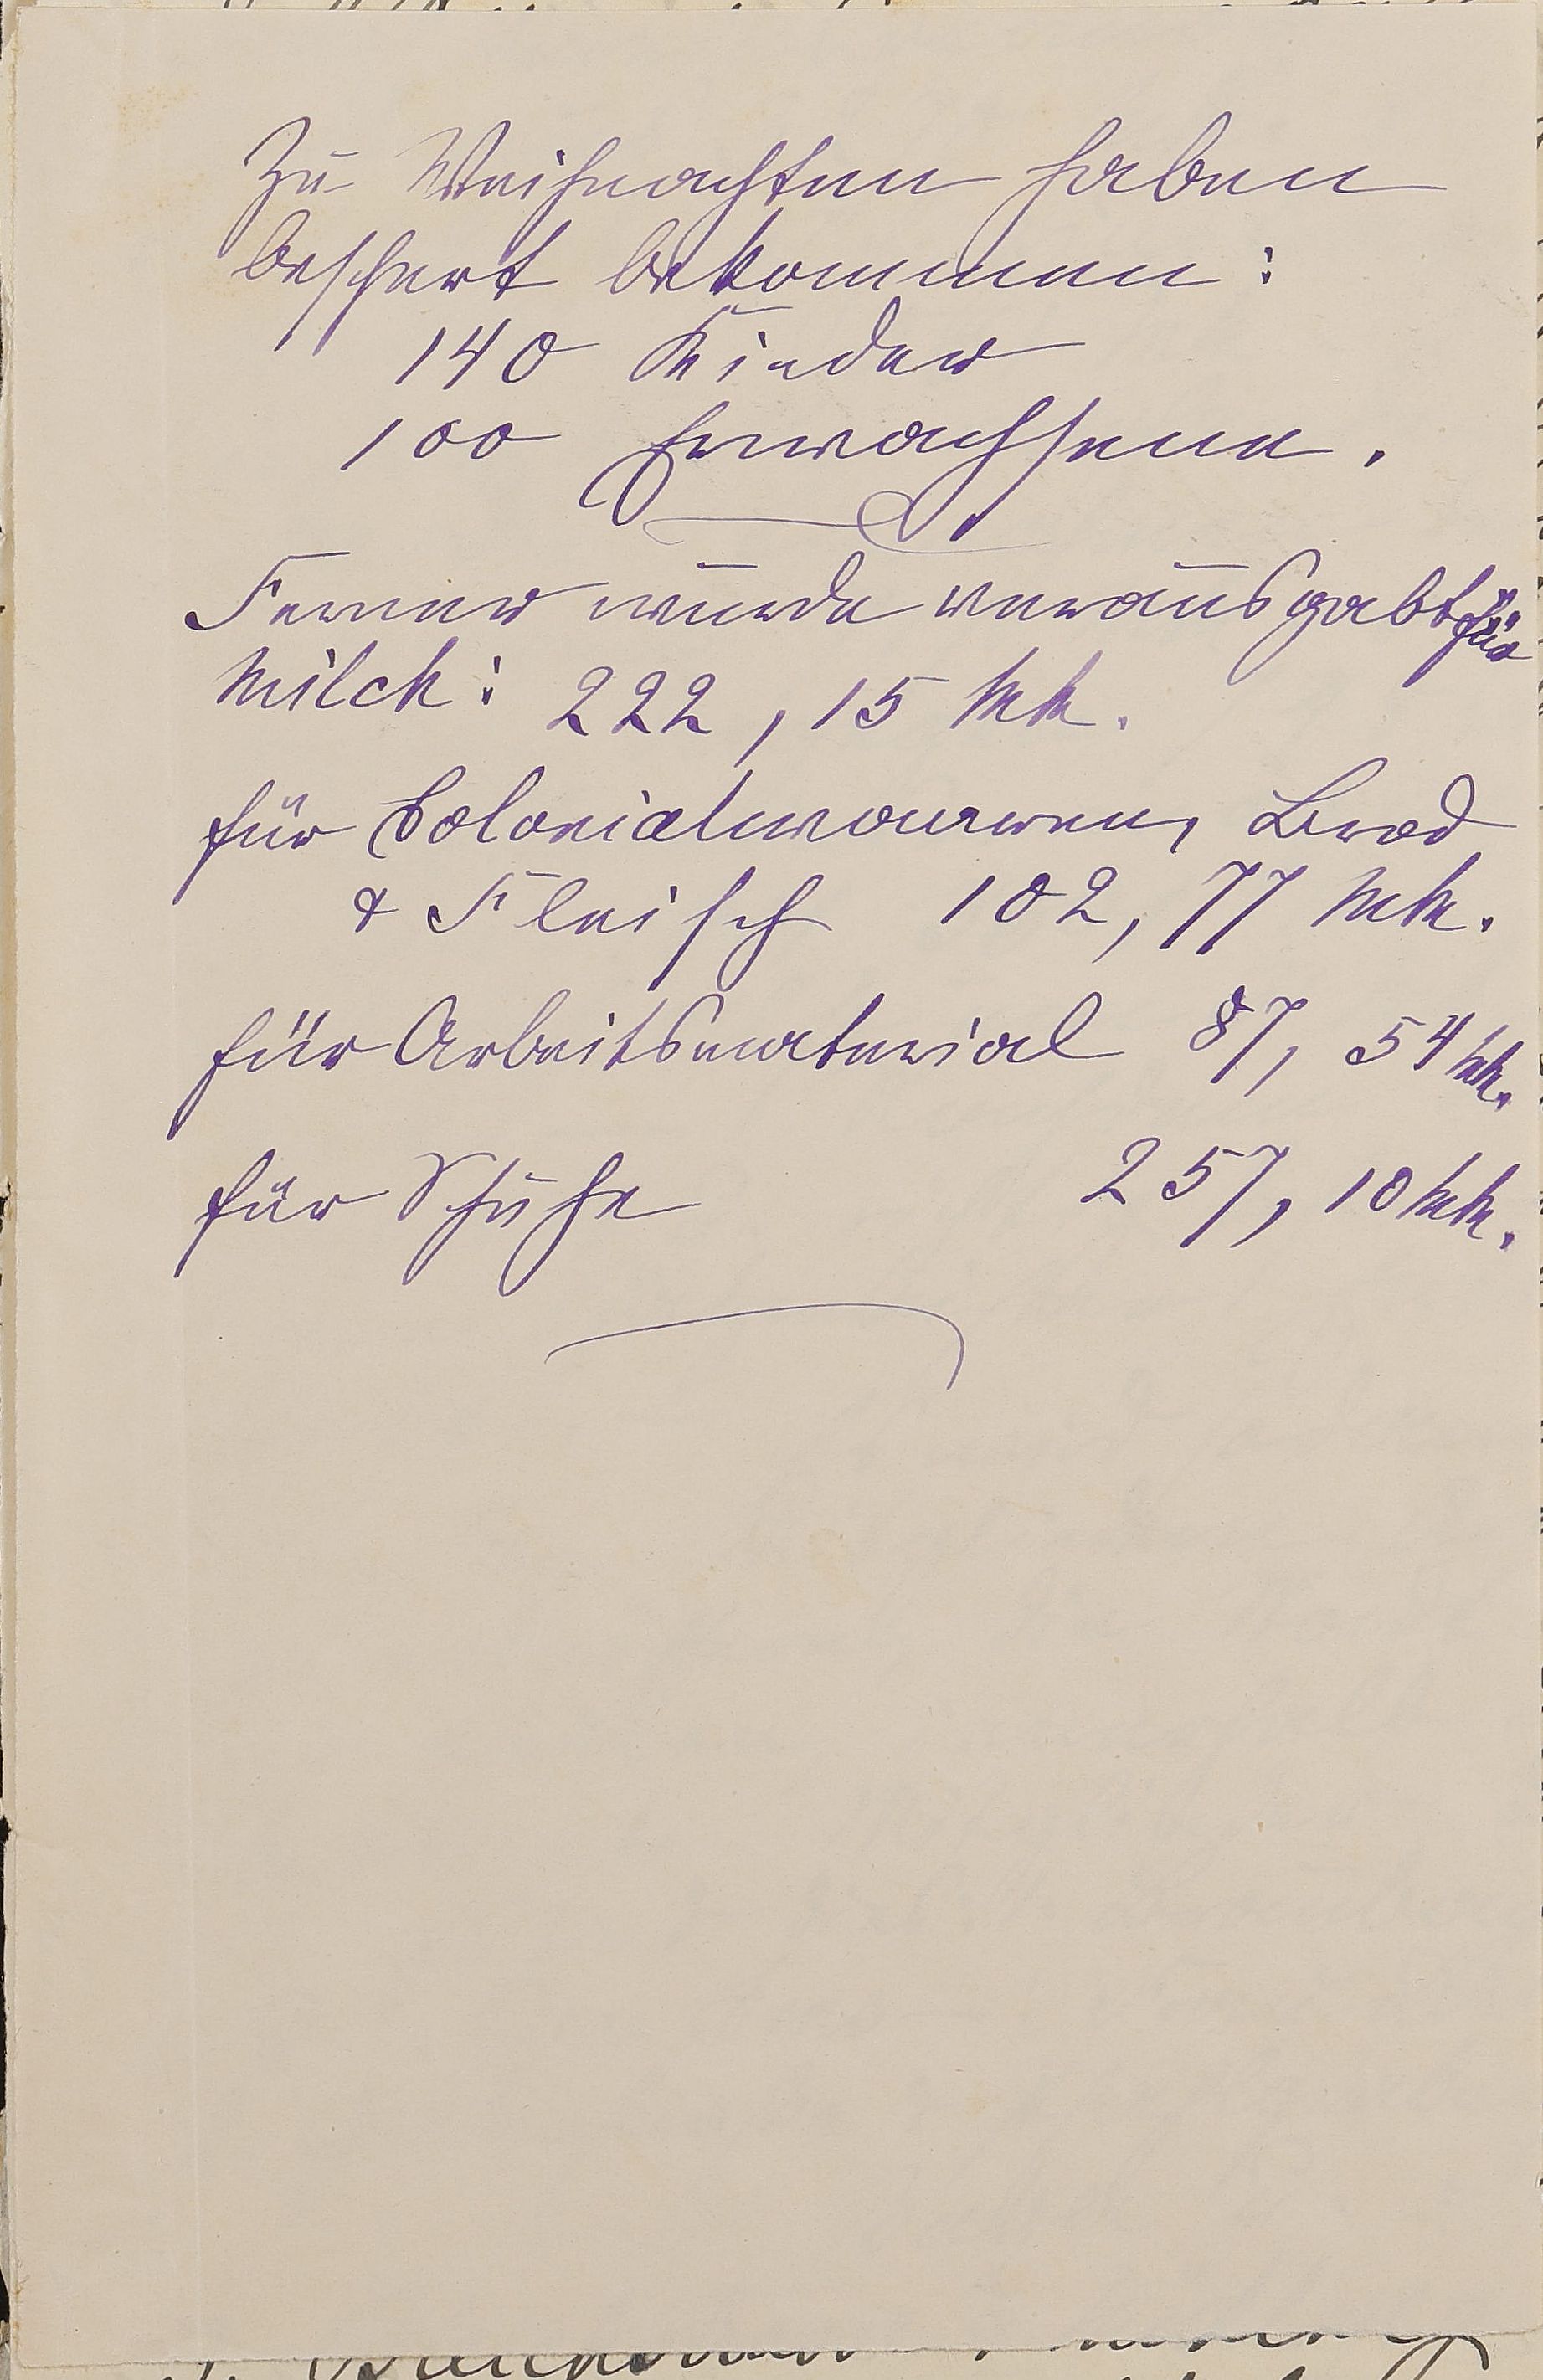 Zu Weihnachten haben
beschert bekommen:
140 Kinder
100 Erwachsene.
Ferner wurde verausgabt für
Milch: 222,15 Mk.
für Colonialwaaren, Brod
& Fleisch 102,77 Mk.
für Arbeitsmaterial 87,54 Mk.
für Schuhe 257,10 Mk.